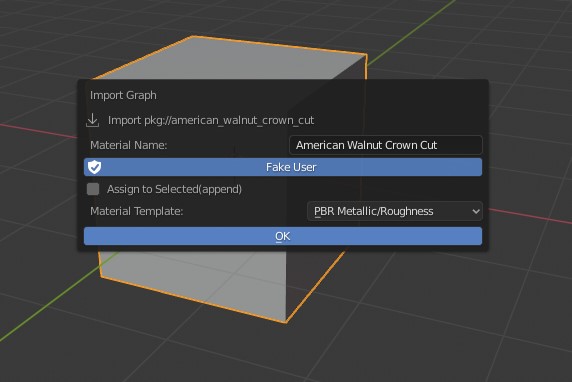 Import Graph
Import pkg://american_walnut_crown_cut
Material Name: American Walnut Crown Cut
Fake User
Assign to Selected(append)
Material Template: PBR Metallic/Roughness
OK